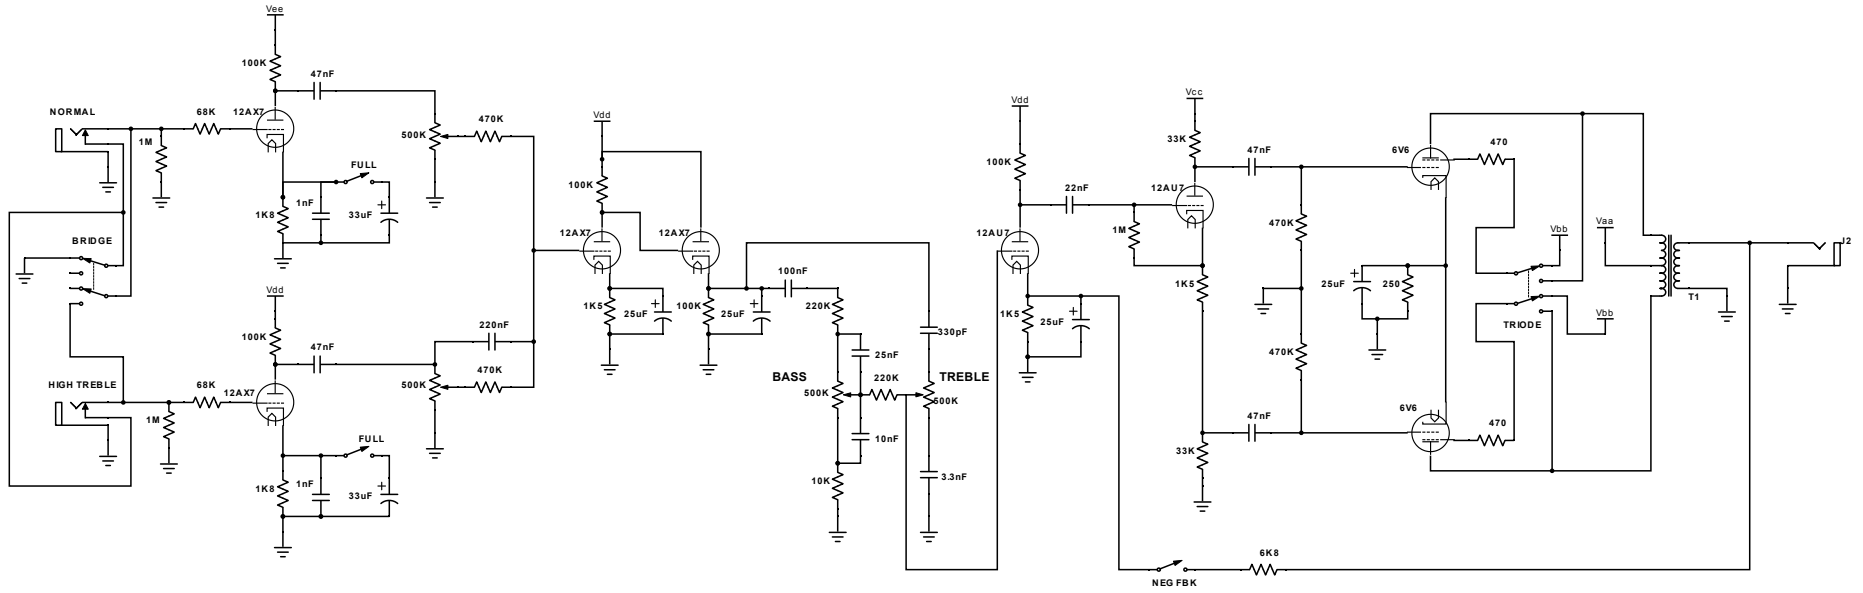 Vee
100K
47nF
NORMAL
68K
12AX7
1M
500K
470K
FULL
1K8
1nF
33uF
BRIDGE
Vdd
100K
47nF
220nF
HIGH TREBLE
68K
12AX7
1M
500K
470K
FULL
1K8
1nF
33uF
Vdd
100K
12AX7
12AX7
1K5
25uF
100K
25uF
100nF
220K
330pF
25nF
BASS
220K
TREBLE
500K
500K
10nF
10K
3.3nF
Vdd
100K
22nF
12AU7
1K5
25uF
Vcc
33K
47nF
12AU7
1M
470K
1K5
470K
47nF
33K
6V6
470
25uF
250
Vbb
Vaa
TRIODE
Vbb
T1
J2
6V6
470
6K8
NEG FBK